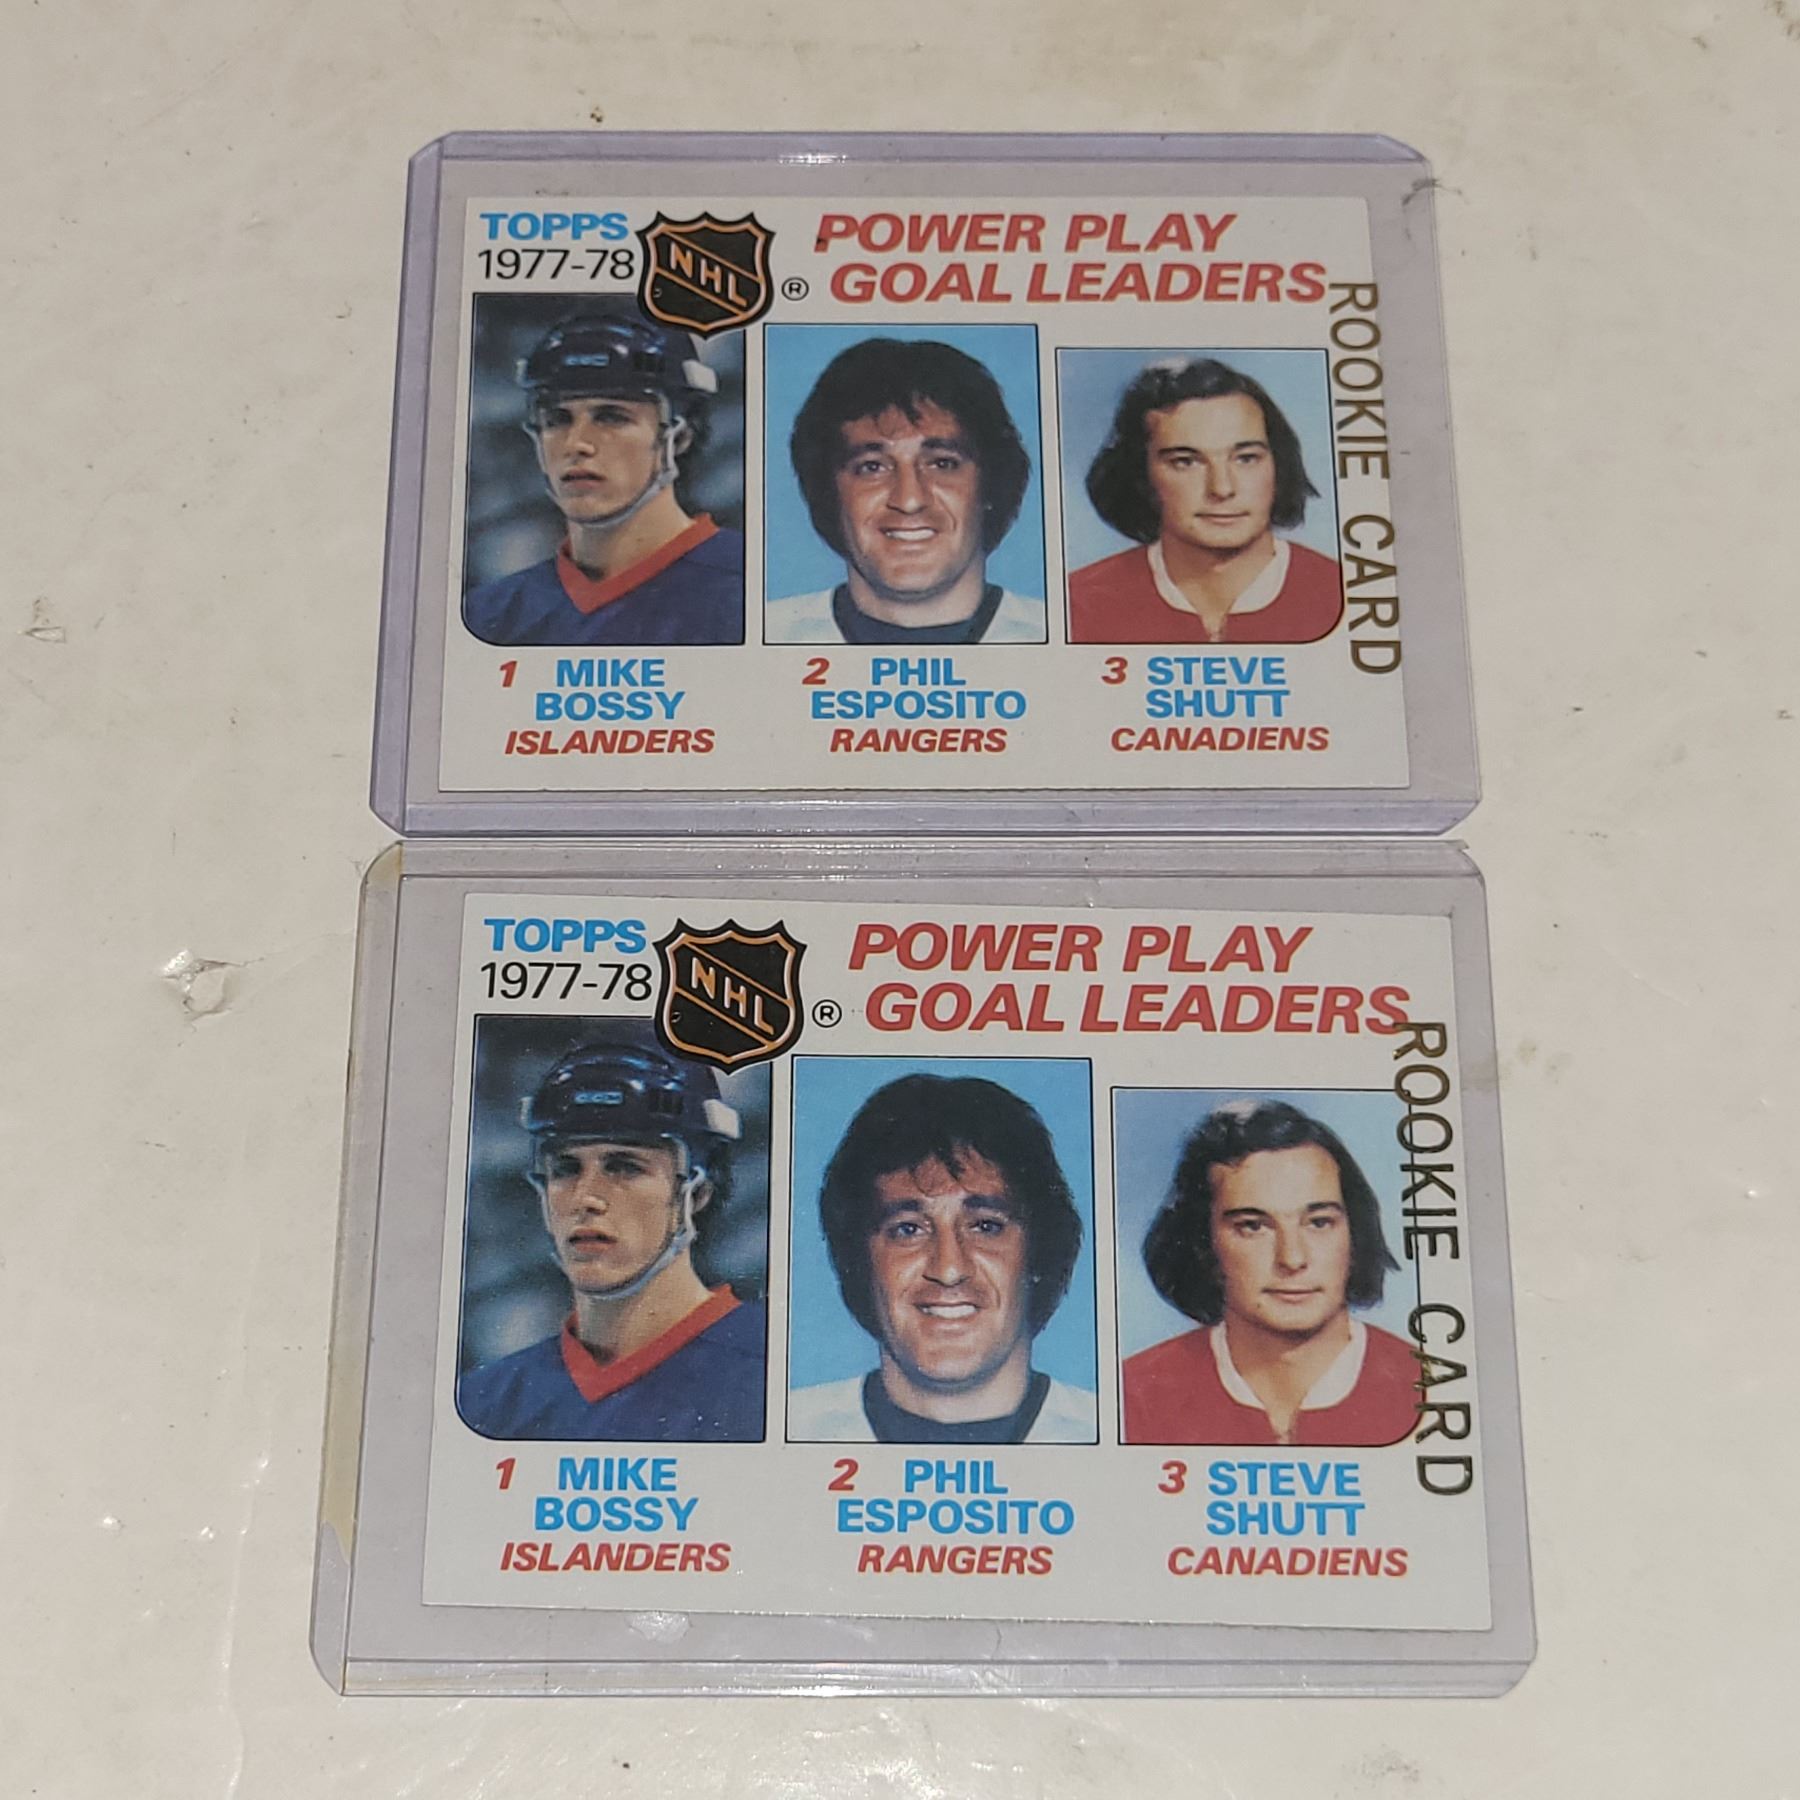 TOPPS
1977-78
NHL
®
POWER PLAY
GOAL LEADERS
ROOKIE CARD
CCM
1 MIKE
BOSSY
ISLANDERS
2 PHIL
ESPOSITO
RANGERS
3 STEVE
SHUTT
CANADIENS
TOPPS
1977-78
NHL
®
POWER PLAY
GOAL LEADERS
ROOKIE CARD
CCM
1 MIKE
BOSSY
ISLANDERS
2 PHIL
ESPOSITO
RANGERS
3 STEVE
SHUTT
CANADIENS